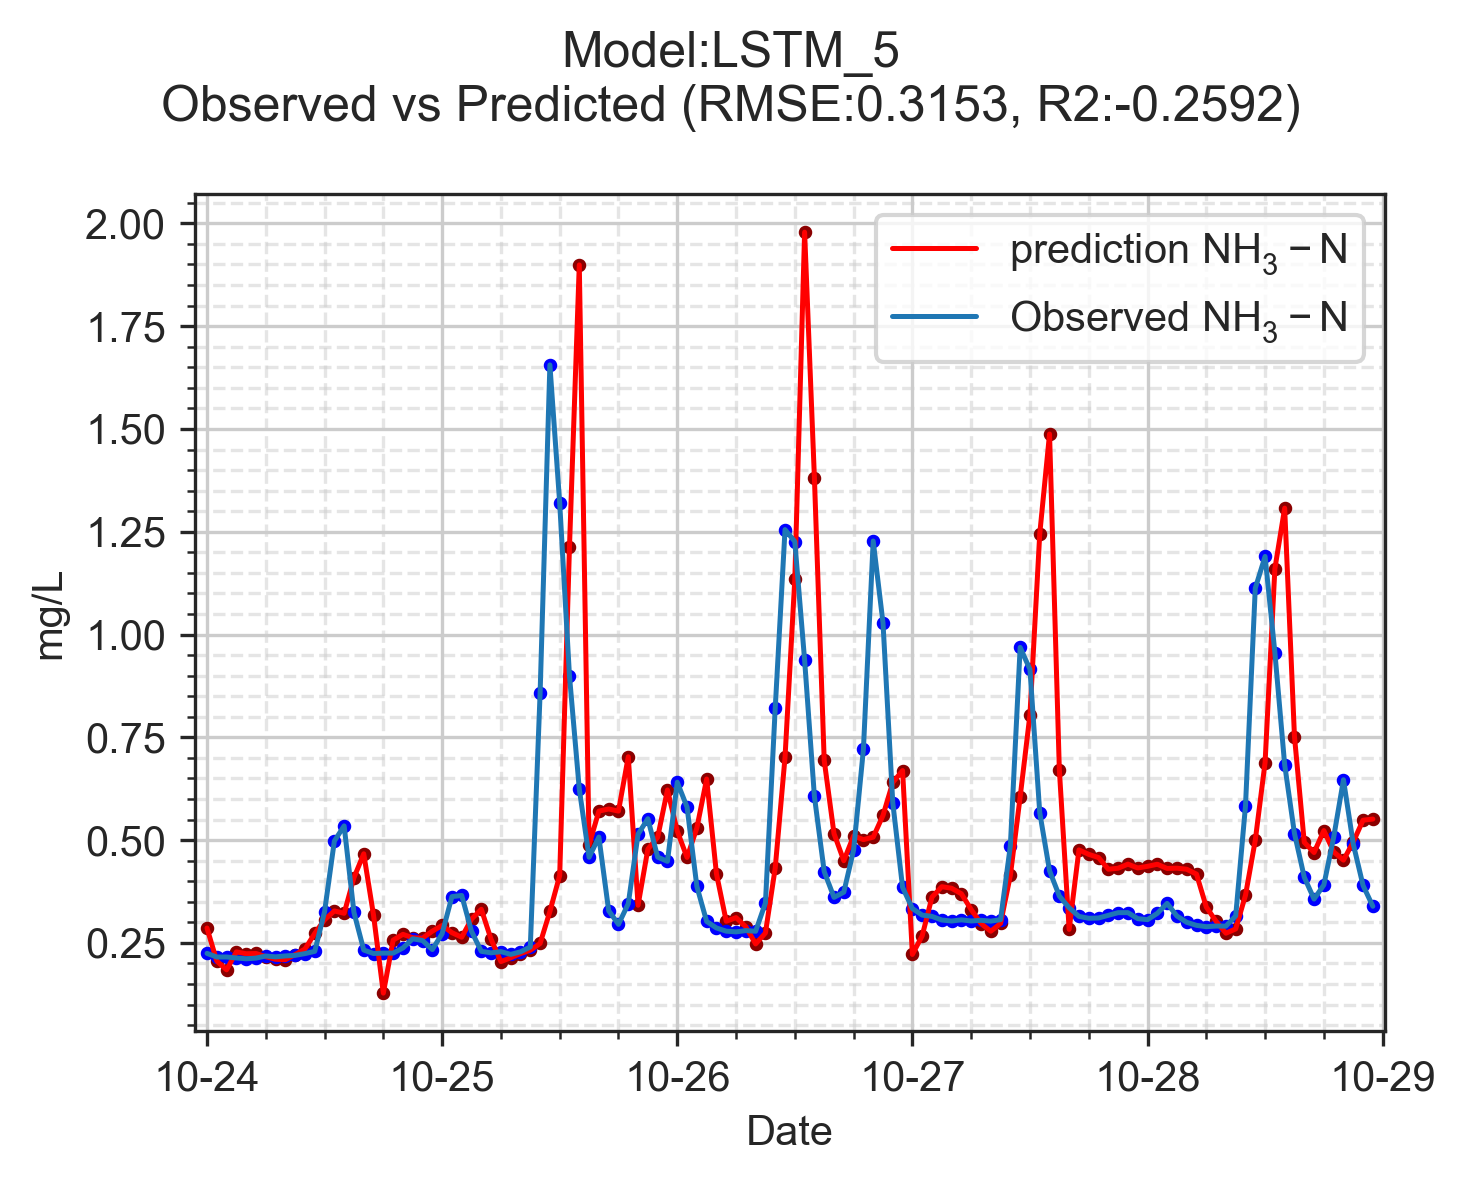 Model:LSTM_5
Observed vs Predicted (RMSE:0.3153, R2:-0.2592)
2.00
1.75
1.50
1.25
1.00
0.75
0.50
0.25
mg/L
prediction NH₃ − N
Observed NH₃ − N
10-24 10-25 10-26 10-27 10-28 10-29
Date